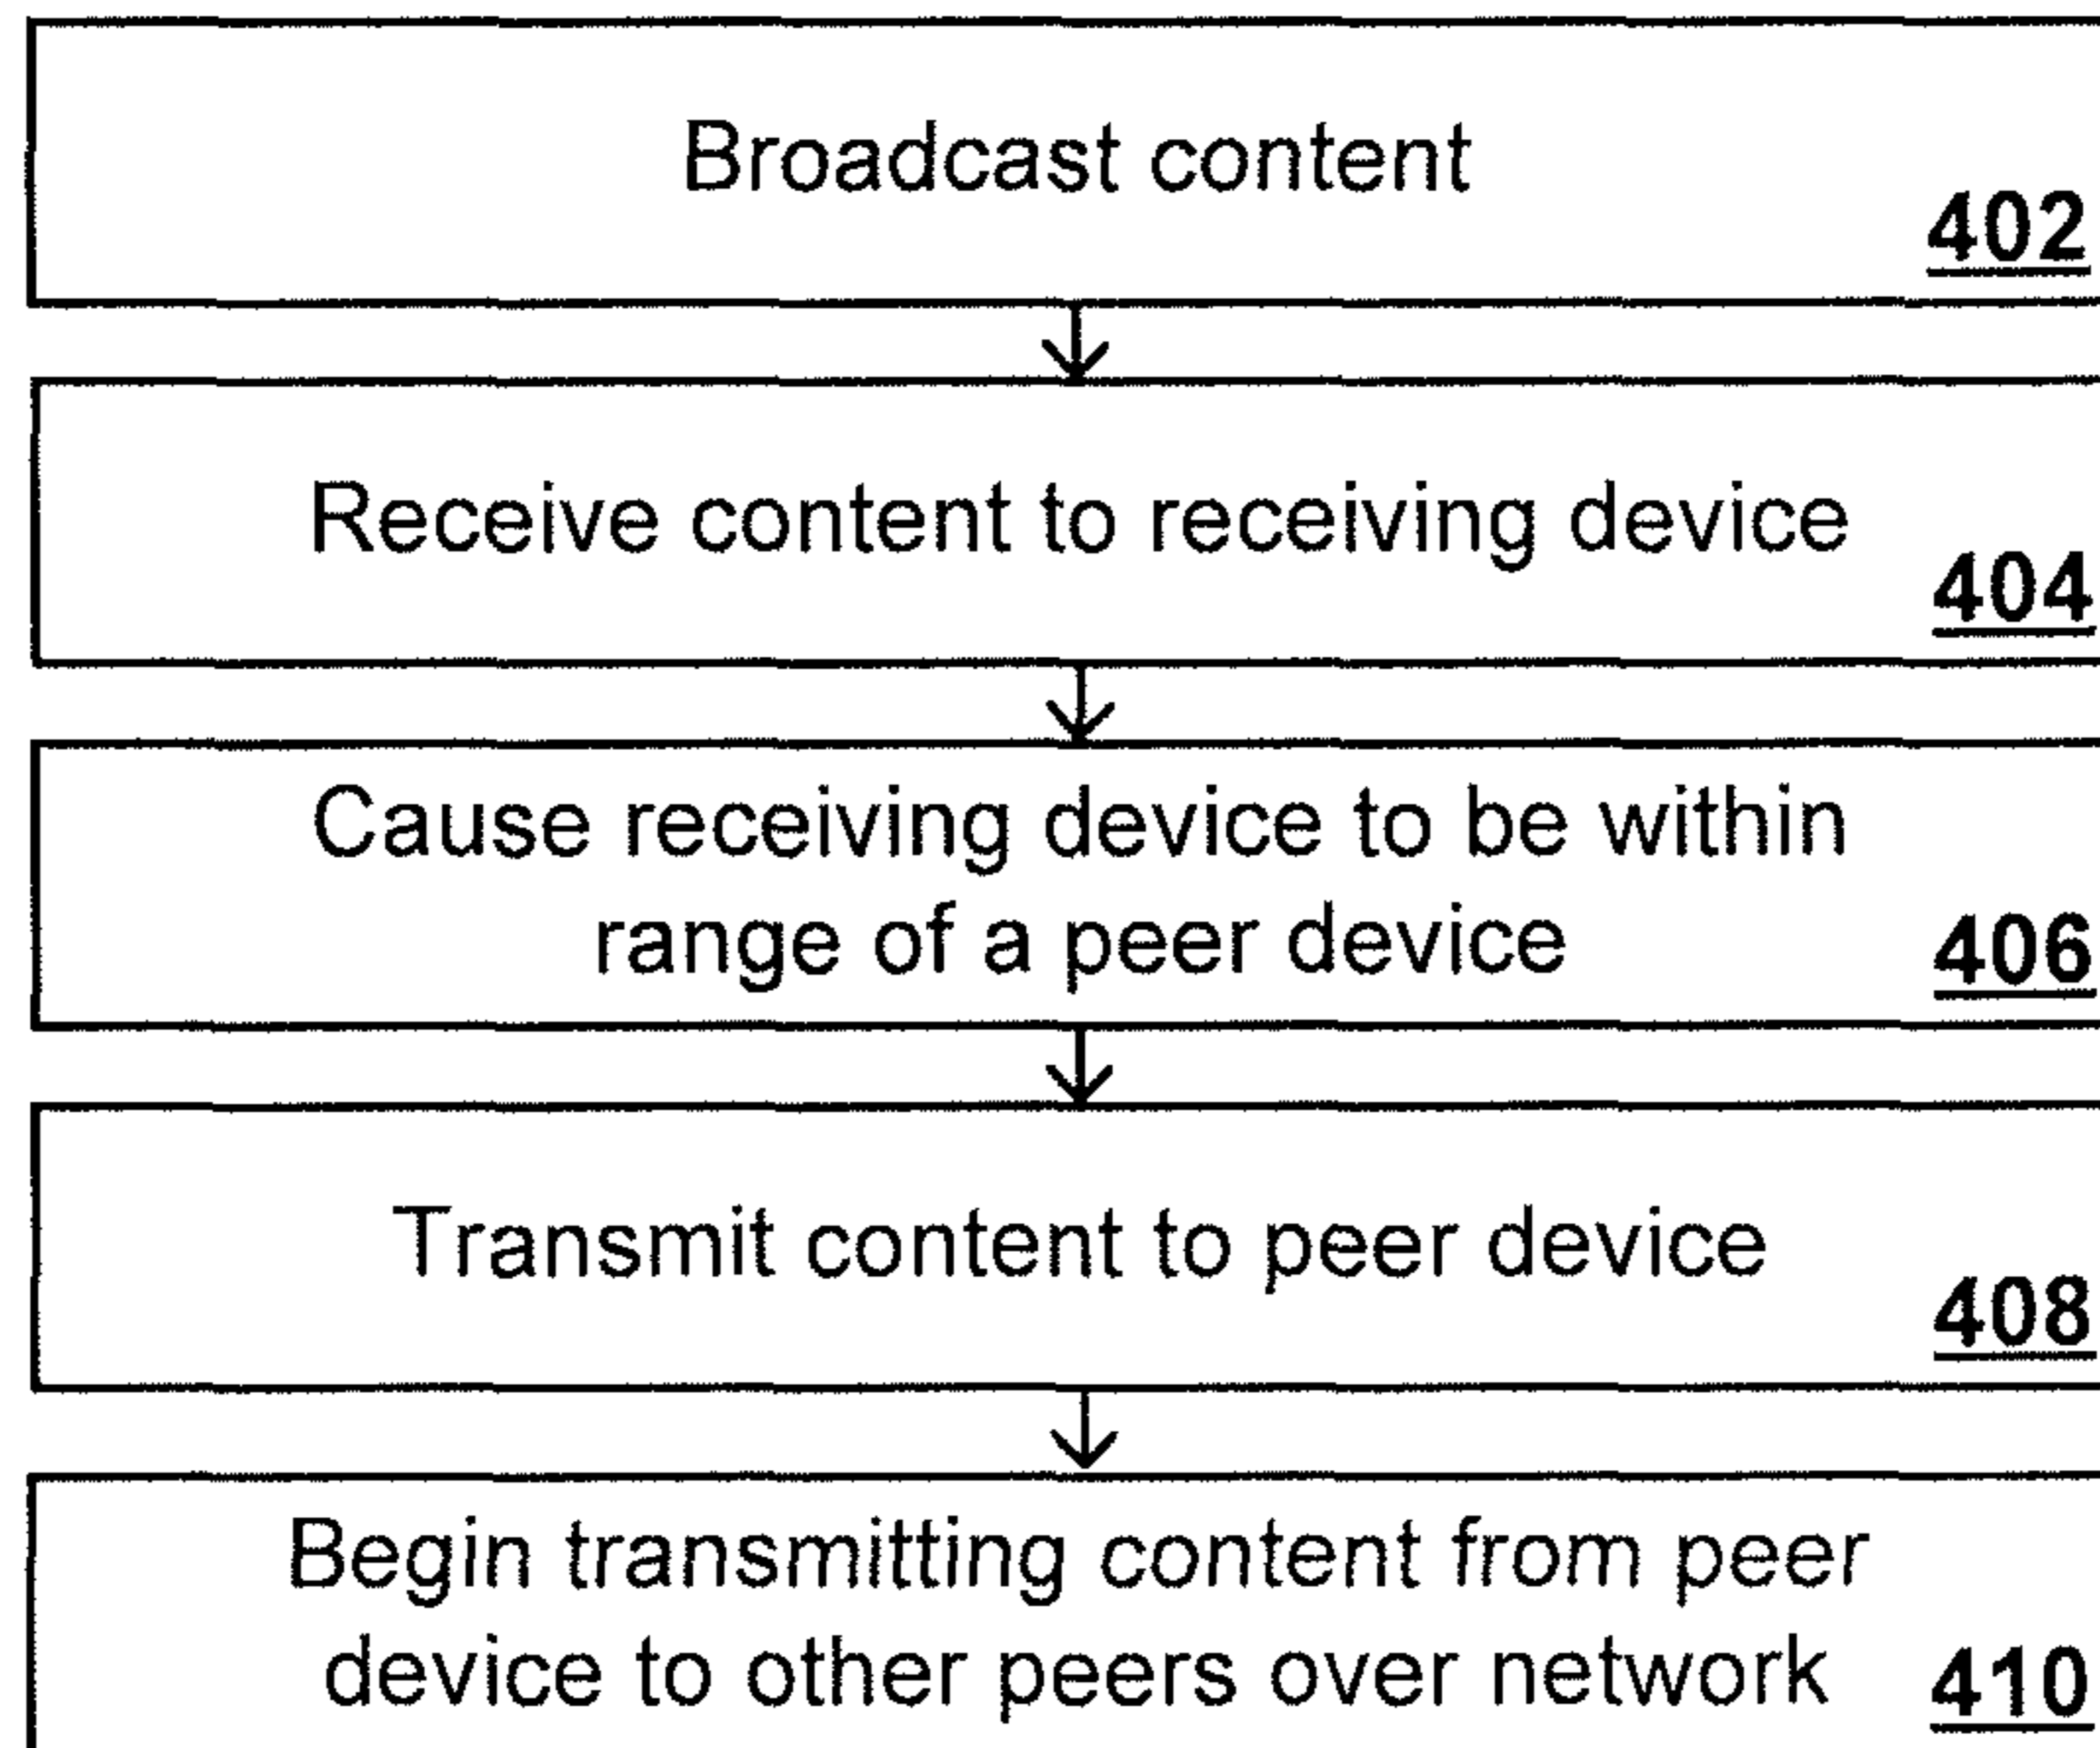 Broadcast content
402
Receive content to receiving device
404
Cause receiving device to be within
range of a peer device
406
Transmit content to peer device
408
Begin transmitting content from peer
device to other peers over network
410